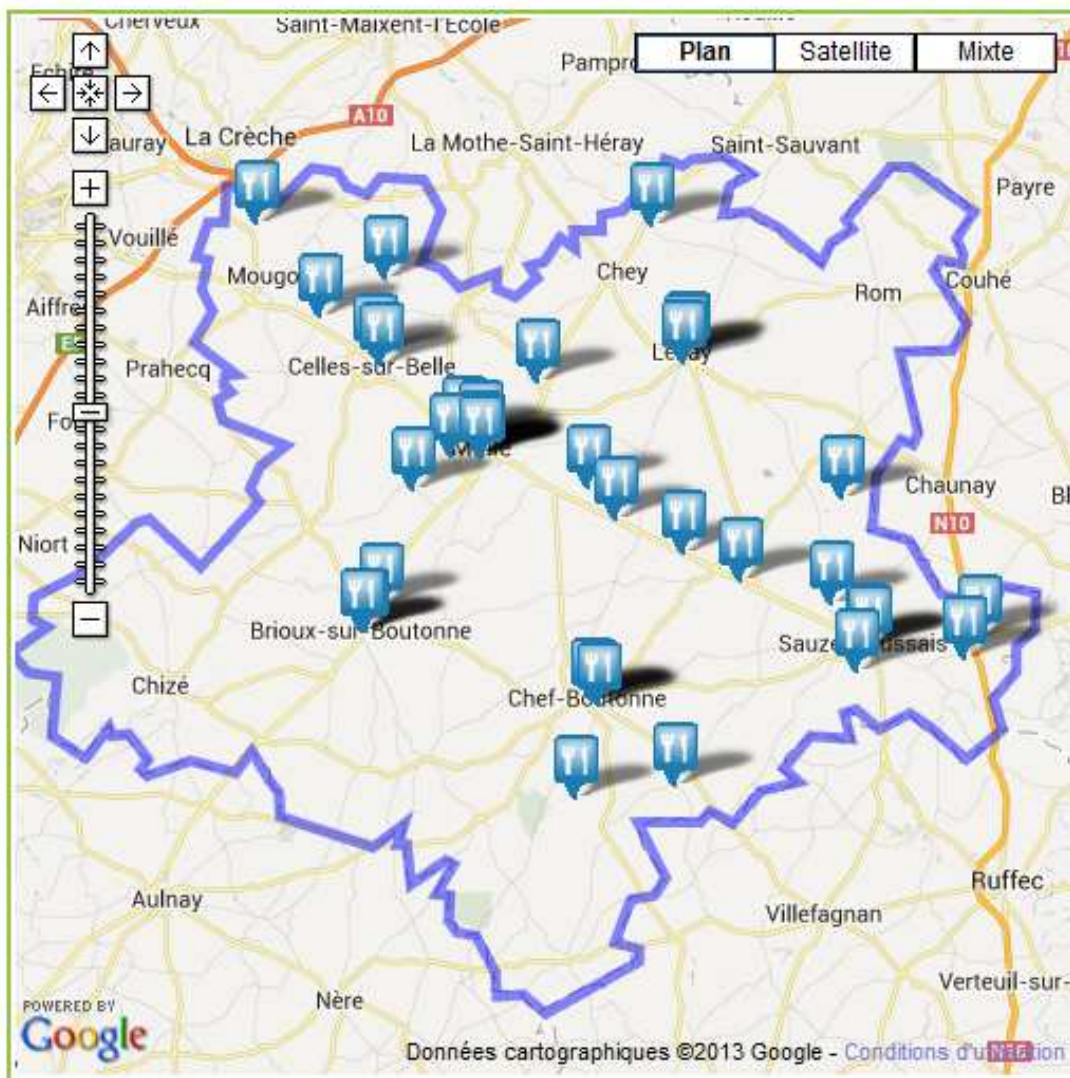 Cherveux
Saint-Maixent-l'École
Plan Satellite Mixte
A10
La Crèche
La Mothe-Saint-Héray
Saint-Sauvant
Payre
Vouillé
Chey
Couhé
Rom
Prahecq
Celles-sur-Belle
Chaunay
N10
Niort
Brioux-sur-Boutonne
Chizé
Chef-Boutonne
Ruffec
Aulnay
Villefagnan
Nère
Verteuil-sur-
POWERED BY
Google
Données cartographiques ©2013 Google - Conditions d'utilisation